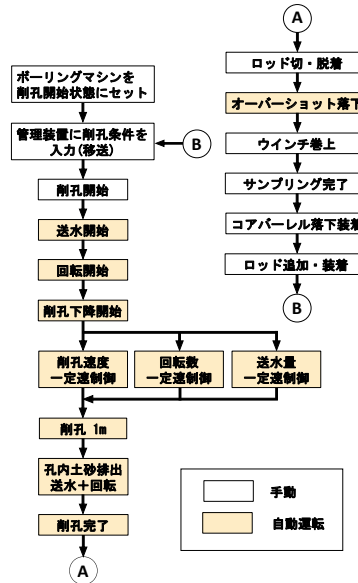 ボーリングマシンを
削孔開始状態にセット
管理装置に削孔条件を
入力(移送)
B
削孔開始
送水開始
回転開始
削孔下降開始
削孔速度
一定速制御
回転数
一定速制御
送水量
一定速制御
削孔 1m
孔内土砂排出
送水+回転
削孔完了
A
A
ロッド切・脱着
オーバーショット落下
ウインチ巻上
サンプリング完了
コアバーレル落下装着
ロッド追加・装着
B
手動
自動運転